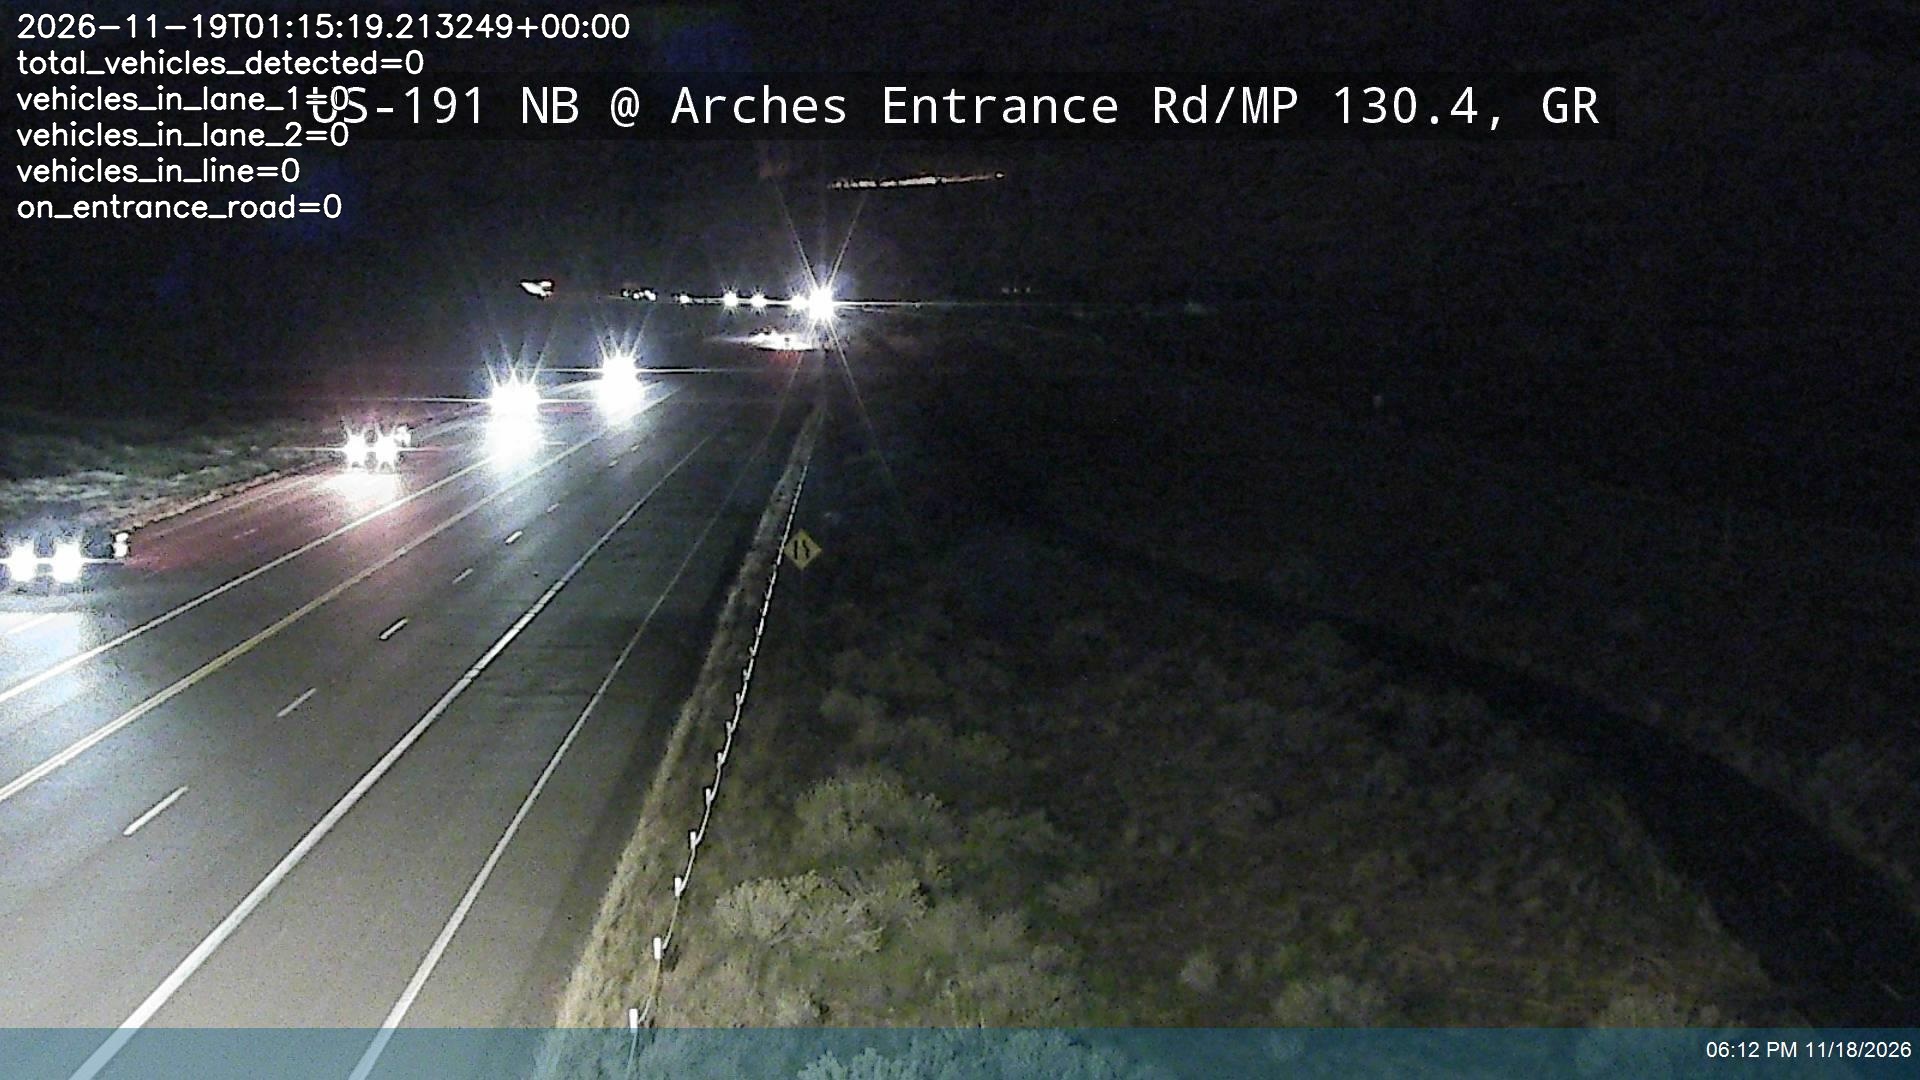 2026-11-19T01:15:19.213249+00:00
total_vehicles_detected=0
vehicles_in_lane_1=0
US-191 NB @ Arches Entrance Rd/MP 130.4, GR
vehicles_in_lane_2=0
vehicles_in_line=0
on_entrance_road=0
06:12 PM 11/18/2026